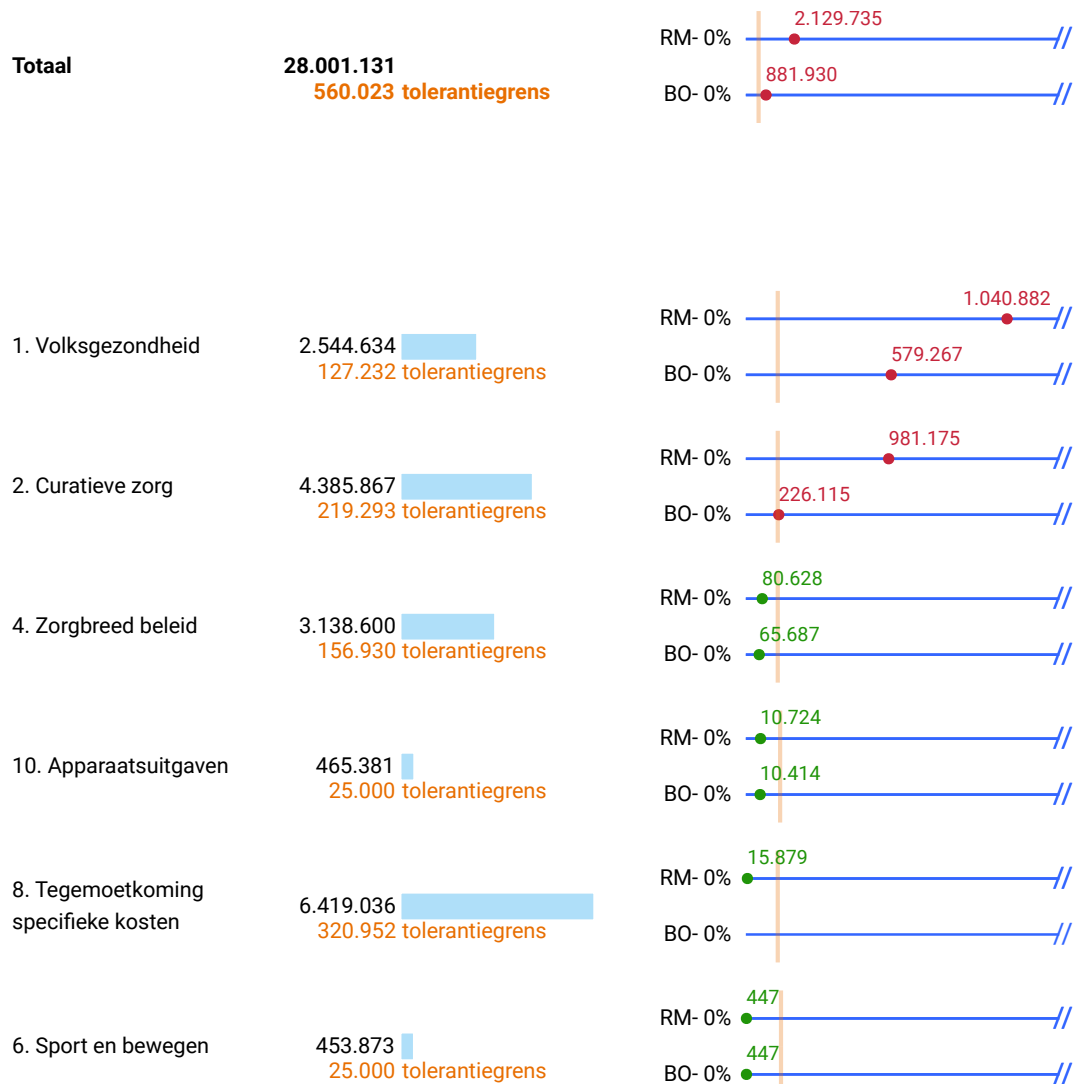 Totaal
28.001.131
560.023 tolerantiegrens
RM- 0%
2.129.735
BO- 0%
881.930
1. Volksgezondheid
2.544.634
127.232 tolerantiegrens
RM- 0%
1.040.882
BO- 0%
579.267
2. Curatieve zorg
4.385.867
219.293 tolerantiegrens
RM- 0%
981.175
BO- 0%
226.115
4. Zorgbreed beleid
3.138.600
156.930 tolerantiegrens
RM- 0%
80.628
BO- 0%
65.687
10. Apparaatsuitgaven
465.381
25.000 tolerantiegrens
RM- 0%
10.724
BO- 0%
10.414
8. Tegemoetkoming
specifieke kosten
6.419.036
320.952 tolerantiegrens
RM- 0%
15.879
BO- 0%
6. Sport en bewegen
453.873
25.000 tolerantiegrens
RM- 0%
447
BO- 0%
447